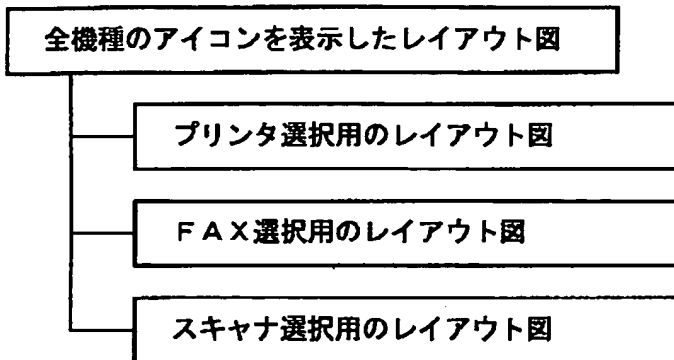 全機種のアイコンを表示したレイアウト図
プリンタ選択用のレイアウト図
ＦＡＸ選択用のレイアウト図
スキャナ選択用のレイアウト図